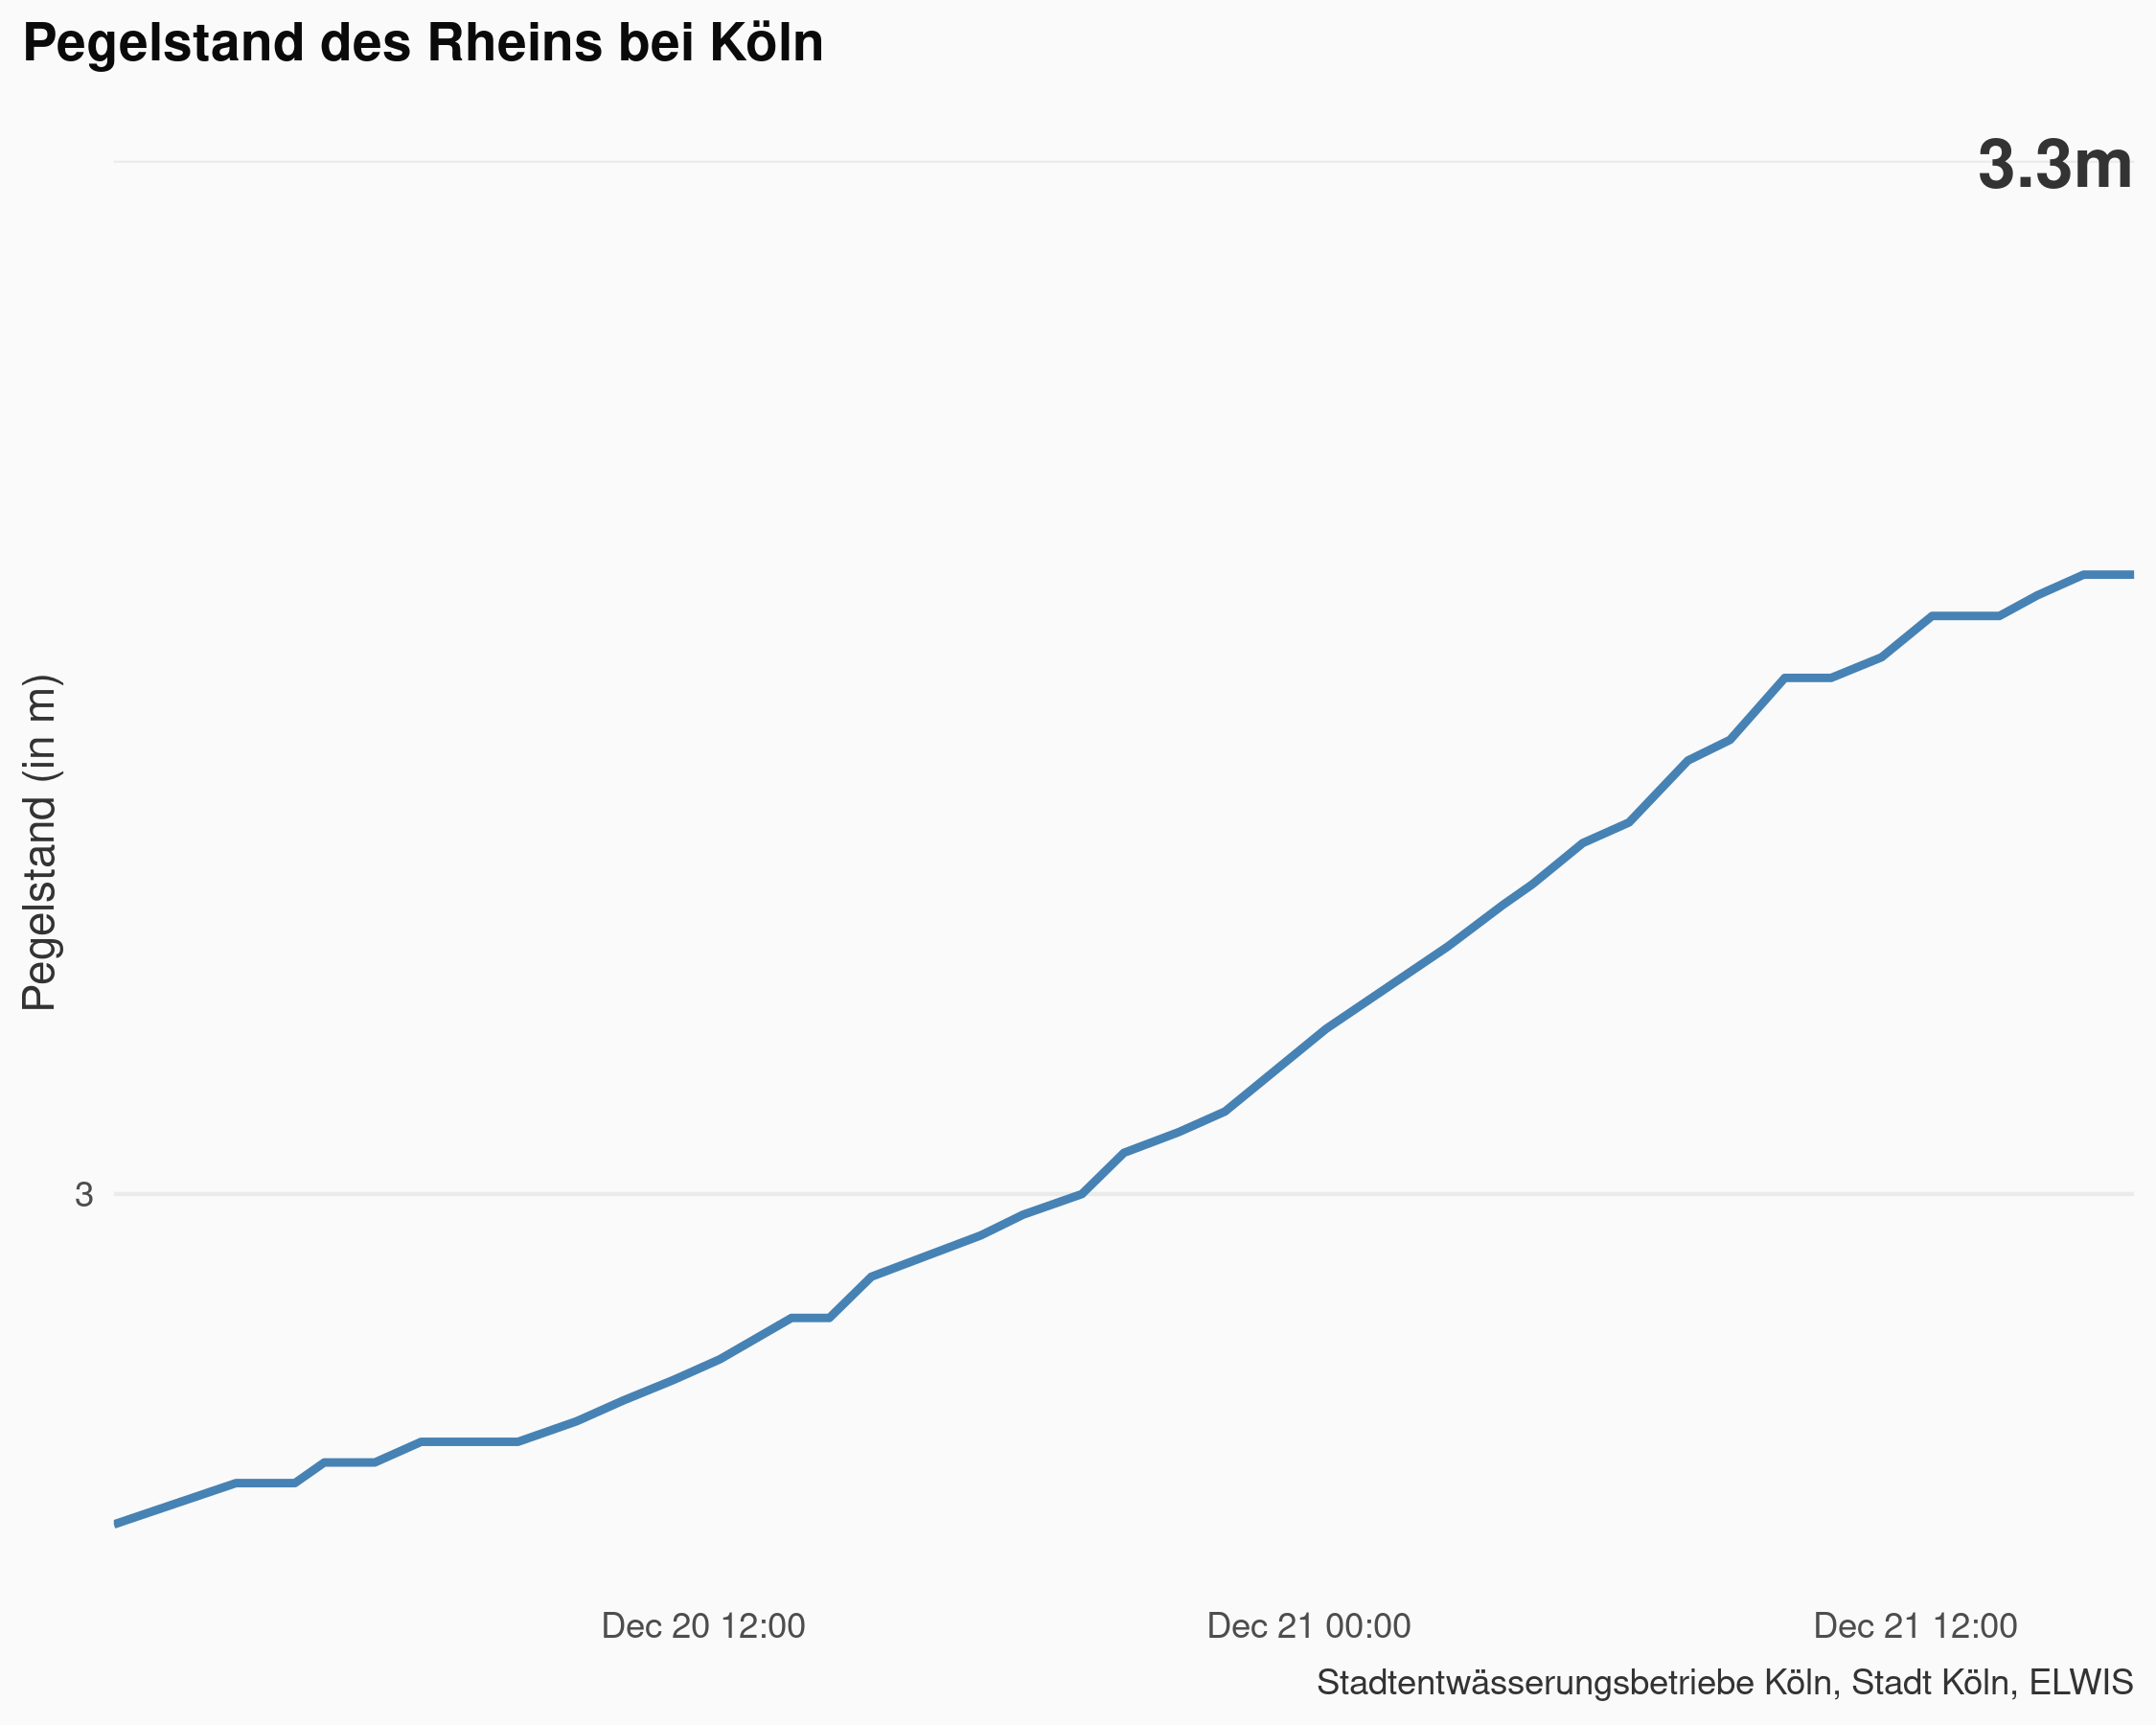 Pegelstand des Rheins bei Köln
3.3m
Pegelstand (in m)
3
Dec 20 12:00
Dec 21 00:00
Dec 21 12:00
Stadtentwässerungsbetriebe Köln, Stadt Köln, ELWIS